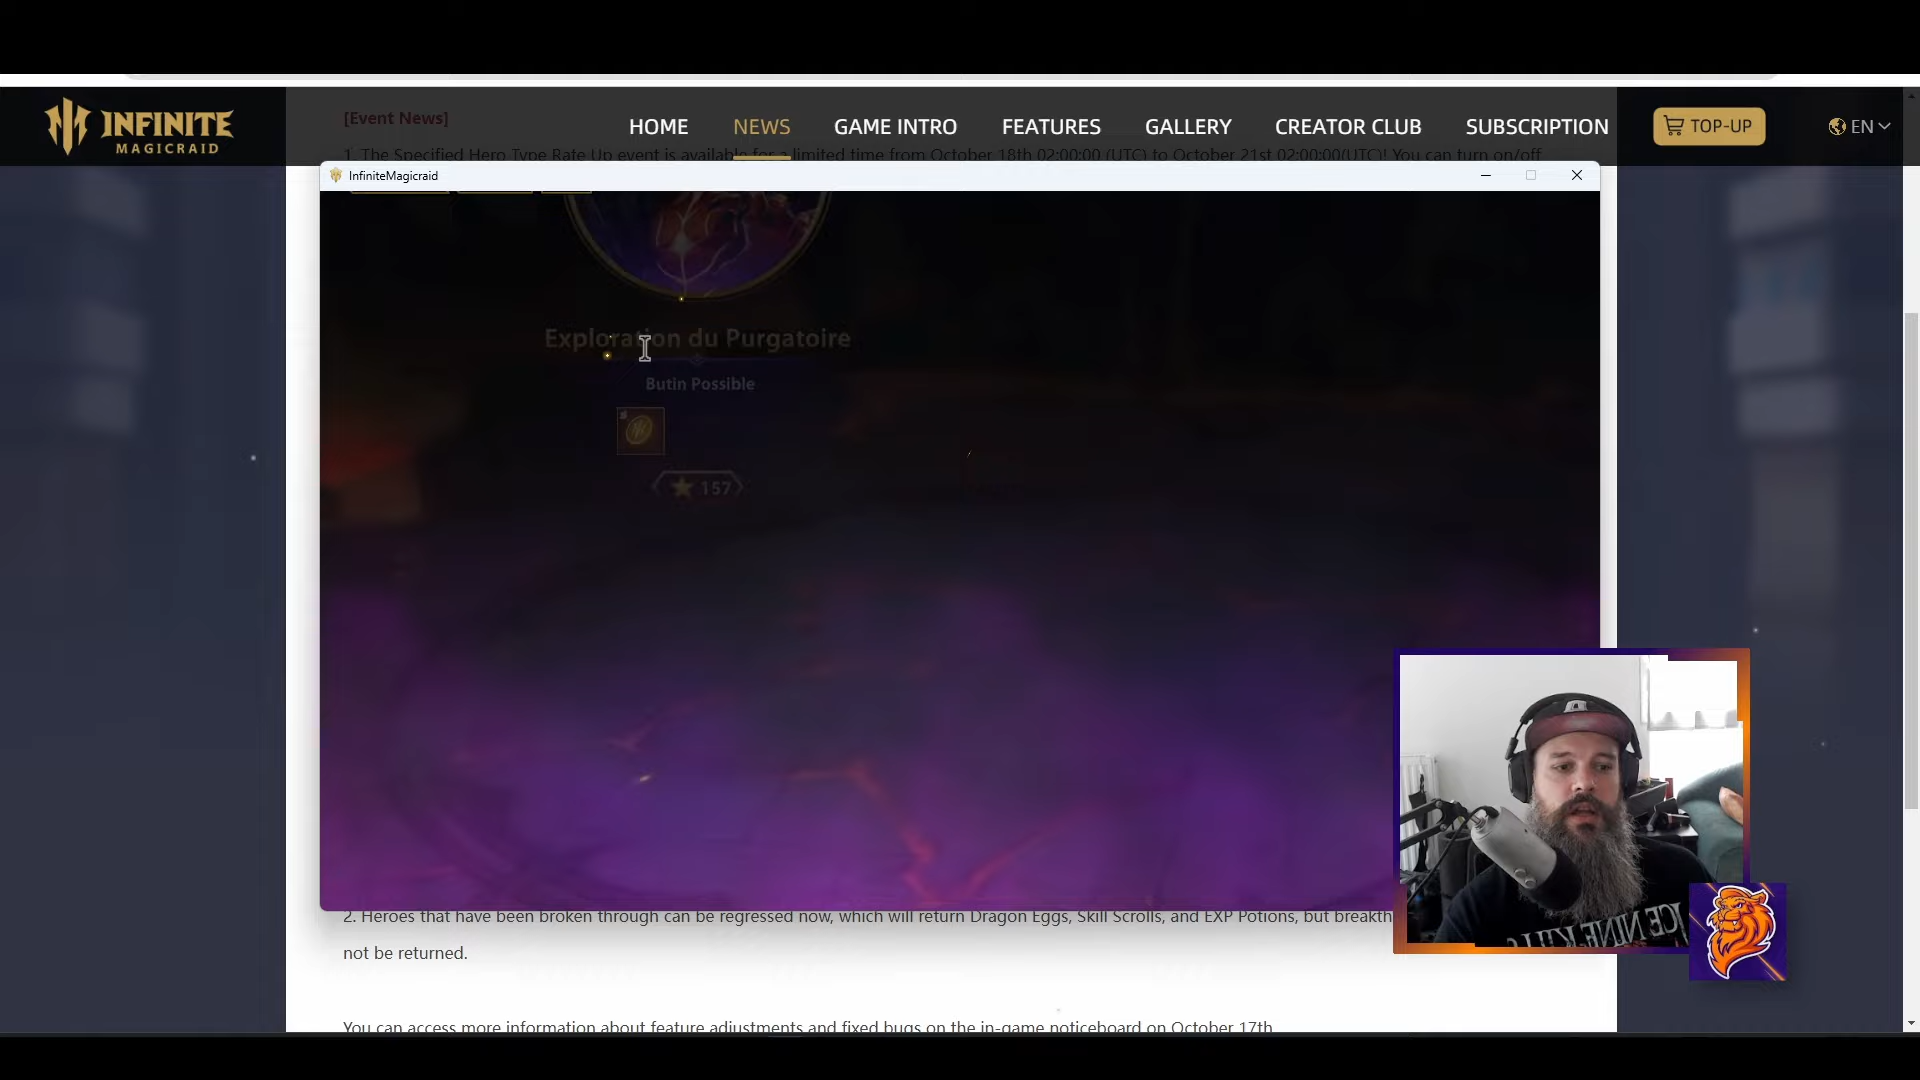 INFINITE
MAGICRAID
[Event News]
HOME
NEWS
GAME INTRO
FEATURES
GALLERY
CREATOR CLUB
SUBSCRIPTION
TOP-UP
EN
1. The Specified Hero Type Rate Up event is available for a limited time from October 18th 02:00:00 (UTC) to October 21st 02:00:00(UTC)! You can turn on/off
InfiniteMagicraid
Exploration du Purgatoire
Butin Possible
157
2. Heroes that have been broken through can be regressed now, which will return Dragon Eggs, Skill Scrolls, and EXP Potions, but breakth
not be returned.
ICE NINE KILLS
You can access more information about feature adjustments and fixed bugs on the in-game noticeboard on October 17th